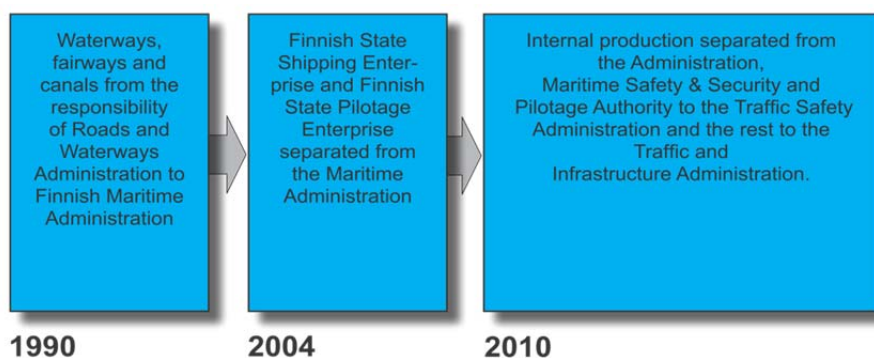 Waterways,
fairways and
canals from the
responsibility
of Roads and
Waterways
Administration to
Finnish Maritime
Administration
Finnish State
Shipping Enter-
prise and Finnish
State Pilotage
Enterprise
separated from
the Maritime
Administration
Internal production separated from
the Administration,
Maritime Safety & Security and
Pilotage Authority to the Traffic Safety
Administration and the rest to the
Traffic and
Infrastructure Administration.
1990
2004
2010